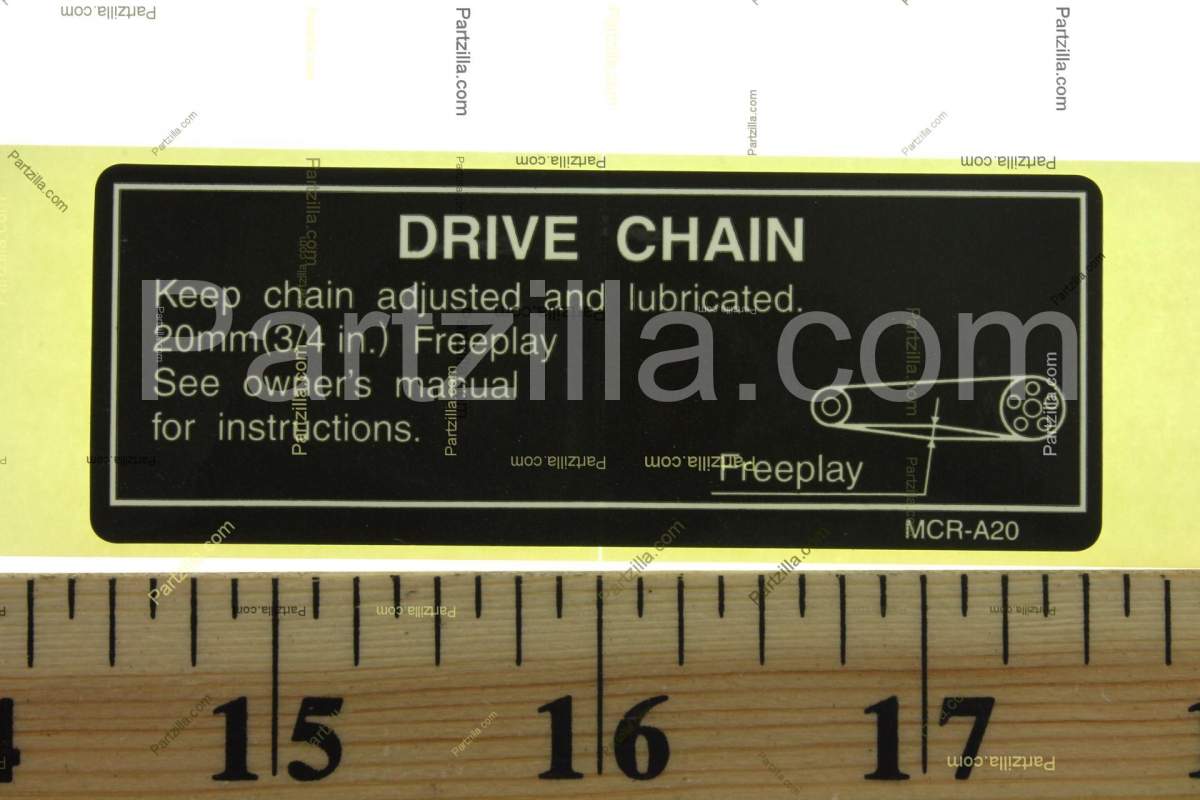 DRIVE CHAIN
Keep chain adjusted and lubricated.
20mm(3/4 in.) Freeplay
See owner's manual
for instructions.
Freeplay
MCR-A20
Partzilla.com
15 16 17